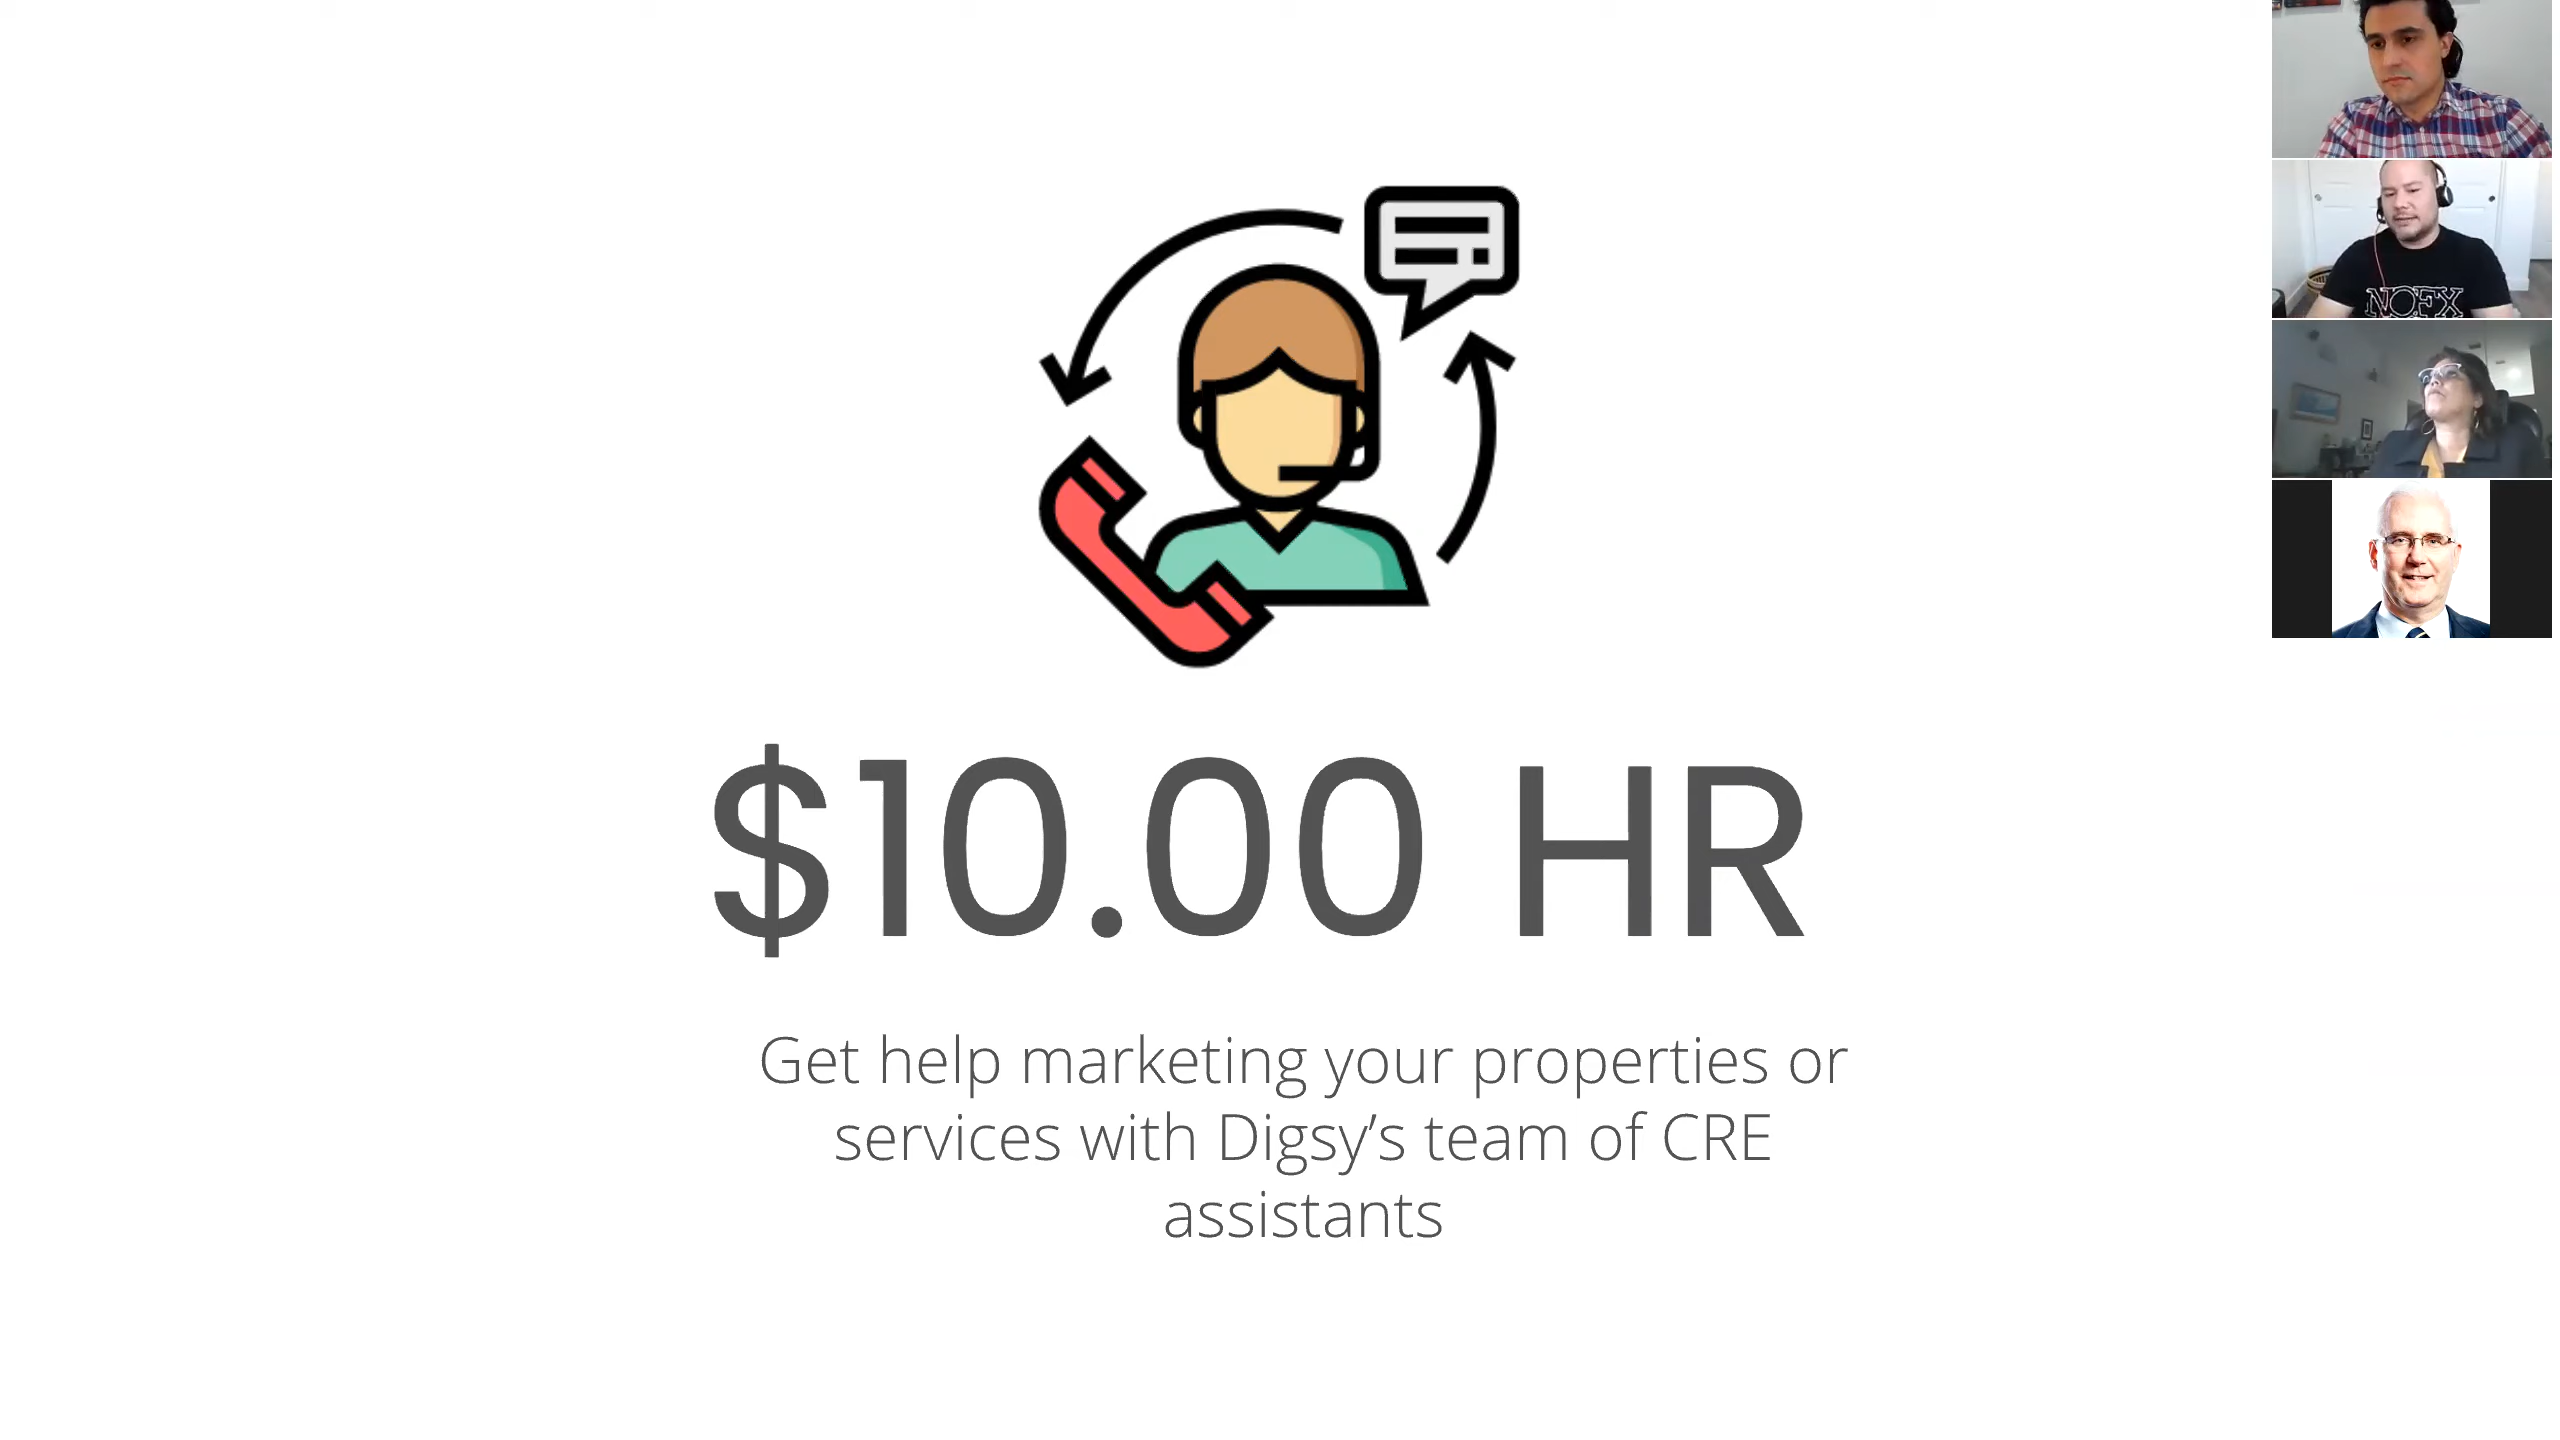 $10.00 HR
Get help marketing your properties or
services with Digsy’s team of CRE
assistants
NOFX